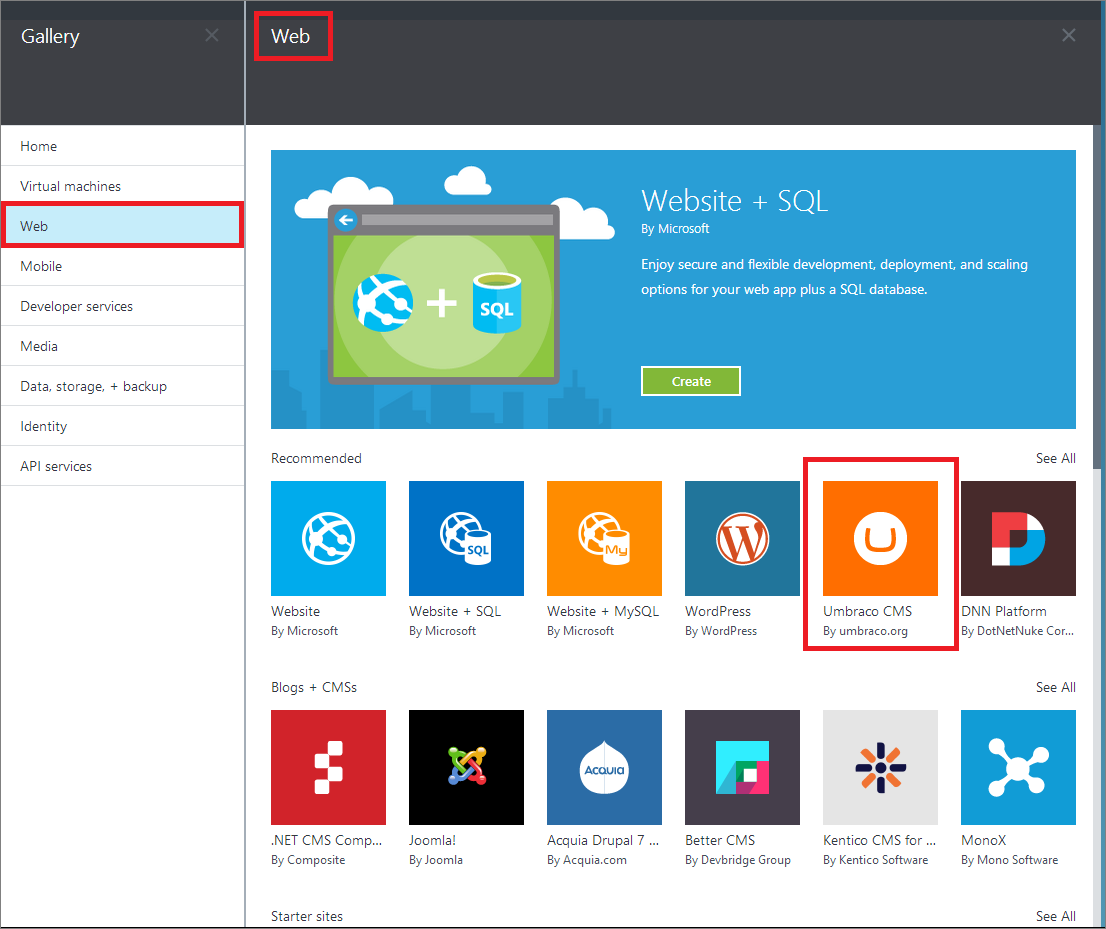 Gallery
Web
Home
Virtual machines
Web
Mobile
Developer services
Media
Data, storage, + backup
Identity
API services
Website + SQL
By Microsoft
Enjoy secure and flexible development, deployment, and scaling
options for your web app plus a SQL database.
SQL
Create
Recommended See All
SQL
My
Website
By Microsoft
Website + SQL
By Microsoft
Website + MySQL
By Microsoft
WordPress
By WordPress
Umbraco CMS
By umbraco.org
DNN Platform
By DotNetNuke Cor...
Blogs + CMSs See All
ACQUIA
.NET CMS Comp...
By Composite
Joomla!
By Joomla
Acquia Drupal 7 ...
By Acquia.com
Better CMS
By Devbridge Group
Kentico CMS for ...
By Kentico Software
MonoX
By Mono Software
Starter sites See All